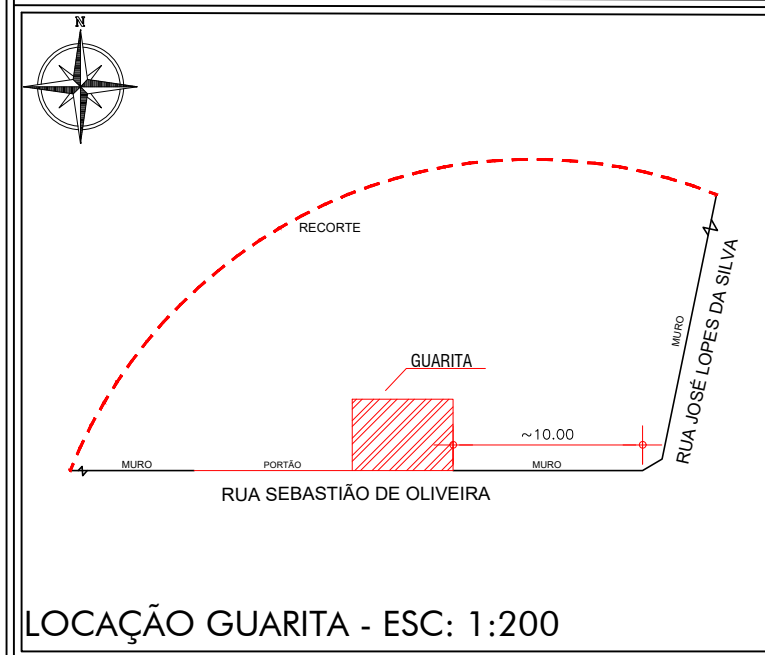 N
RECORTE
RUA JOSÉ LOPES DA SILVA
MURO
GUARITA
~10.00
MURO
PORTÃO
MURO
RUA SEBASTIÃO DE OLIVEIRA
LOCAÇÃO GUARITA - ESC: 1:200